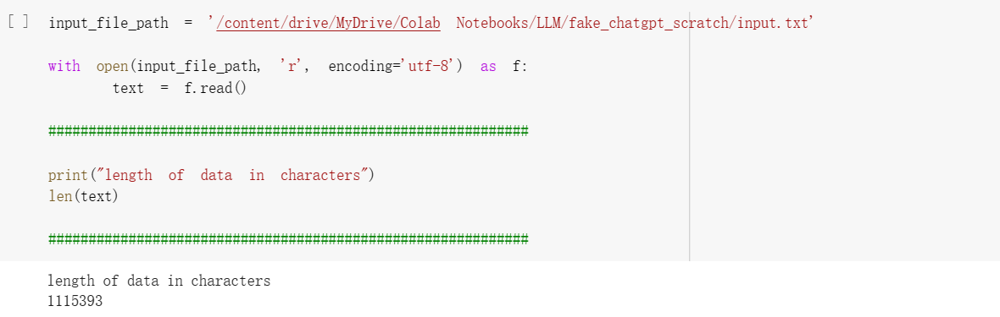 [ ] input_file_path = '/content/drive/MyDrive/Colab Notebooks/LLM/fake_chatgpt_scratch/input.txt'
with open(input_file_path, 'r', encoding='utf-8') as f:
text = f.read()
############################################################
print("length of data in characters")
len(text)
############################################################
length of data in characters
1115393